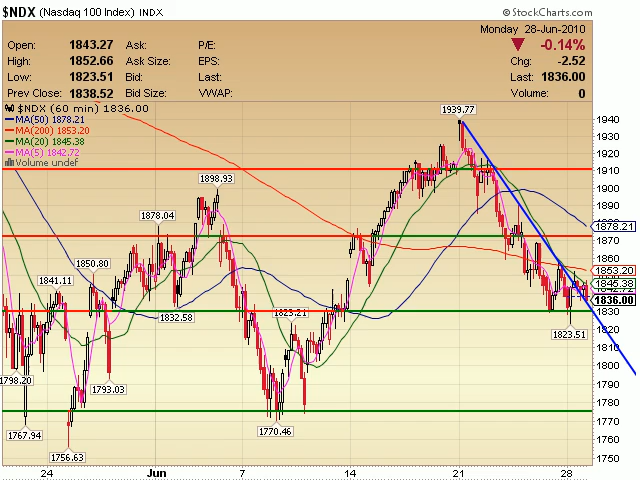 $NDX (Nasdaq 100 Index) INDX
© StockCharts.com
Monday 28-Jun-2010
Open: 1843.27 Ask: P/E: -0.14%
High: 1852.66 Ask Size: EPS: Chg: -2.52
Low: 1823.51 Bid: Last: Last: 1836.00
Prev Close: 1838.52 Bid Size: VWAP: Volume: 0
$NDX (60 min) 1836.00
MA(50) 1878.21
MA(200) 1853.20
MA(20) 1845.38
MA(5) 1842.72
Volume undef
1939.77
1898.93
1878.04
1850.80
1841.11
1832.58
1823.21
1823.51
1798.20
1793.03
1767.94
1770.46
1756.63
1940
1930
1920
1910
1900
1890
1880
1878.21
1870
1860
1853.20
1845.38
1836.00
1830
1820
1810
1800
1790
1780
1770
1760
1750
24 Jun 7 14 21 28